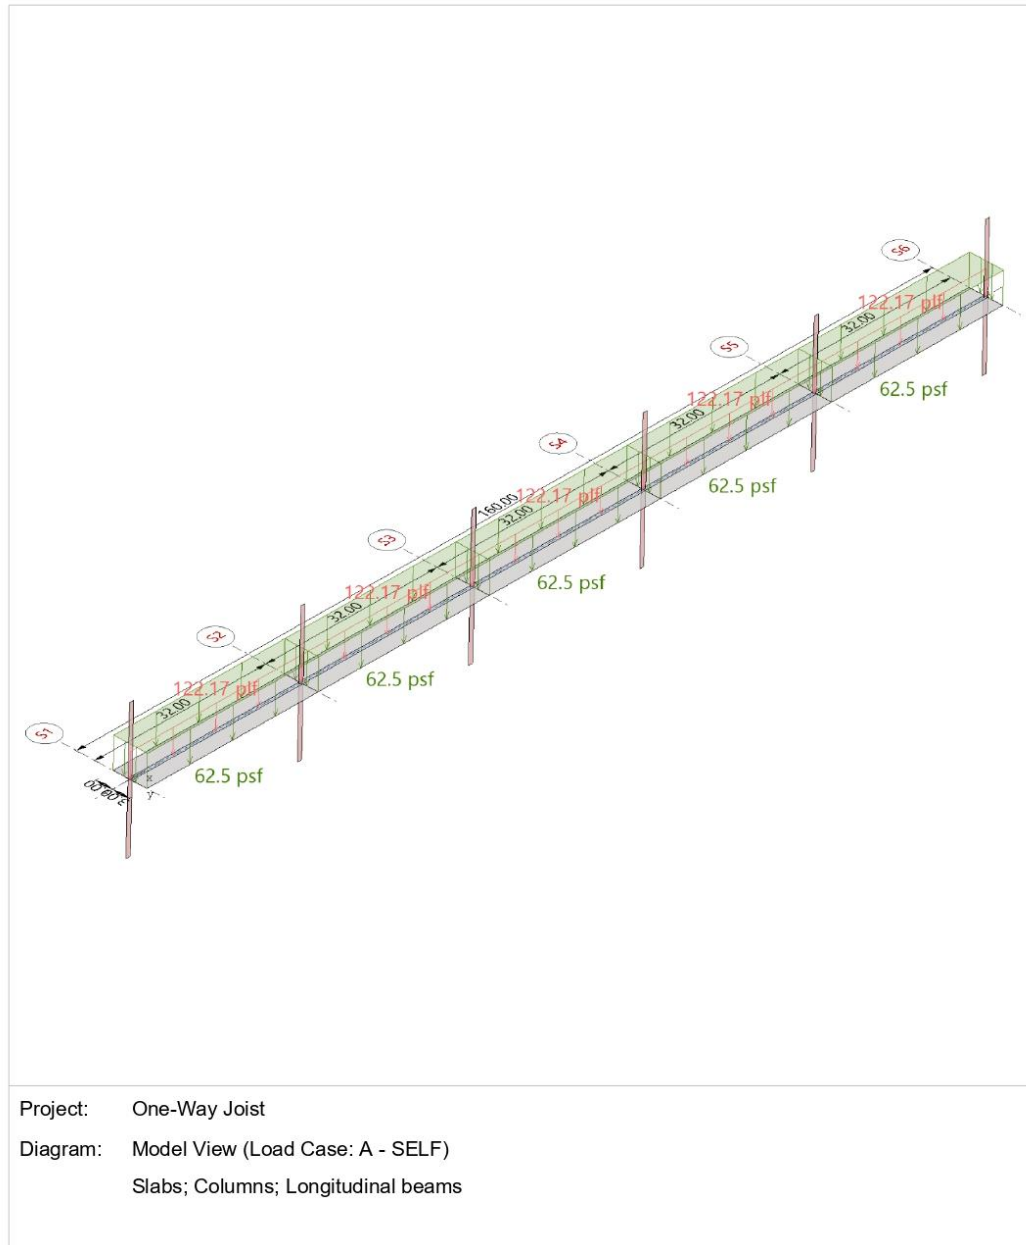 S6
122.17 plf
32.00
S5
62.5 psf
122.17 plf
32.00
S4
62.5 psf
122.17 plf
160.00
32.00
S3
62.5 psf
122.17 plf
32.00
S2
62.5 psf
122.17 plf
32.00
S1
62.5 psf
x
y
Project: One-Way Joist
Diagram: Model View (Load Case: A - SELF)
Slabs; Columns; Longitudinal beams